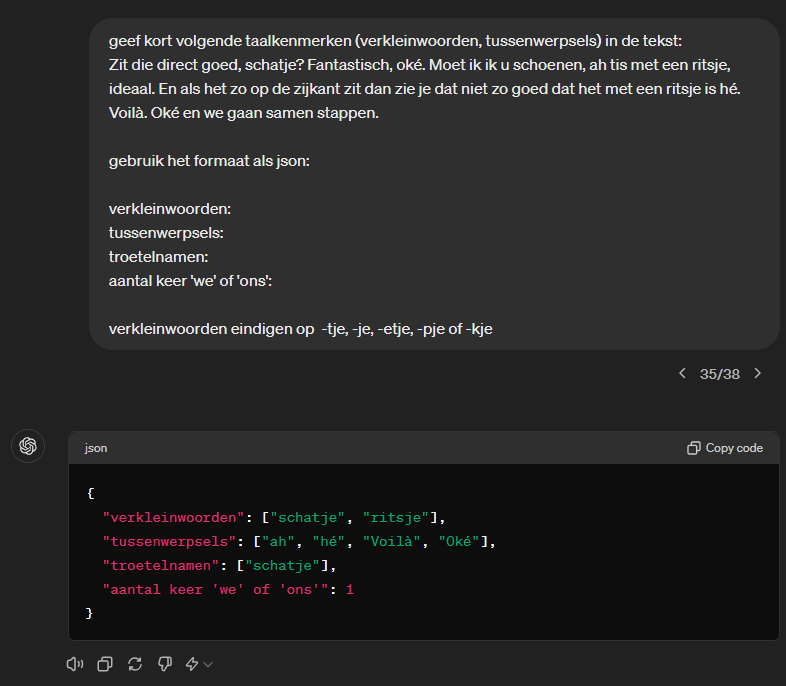 geef kort volgende taalkenmerken (verkleinwoorden, tussenwerpsels) in de tekst:
Zit die direct goed, schatje? Fantastisch, oké. Moet ik ik u schoenen, ah tis met een ritsje,
ideaal. En als het zo op de zijkant zit dan zie je dat niet zo goed dat het met een ritsje is hé.
Voilà. Oké en we gaan samen stappen.
gebruik het formaat als json:
verkleinwoorden:
tussenwerpsels:
troetelnamen:
aantal keer 'we' of 'ons':
verkleinwoorden eindigen op -tje, -je, -etje, -pje of -kje
35/38
json
Copy code
{
"verkleinwoorden": ["schatje", "ritsje"],
"tussenwerpsels": ["ah", "hé", "Voilà", "Oké"],
"troetelnamen": ["schatje"],
"aantal keer 'we' of 'ons'": 1
}